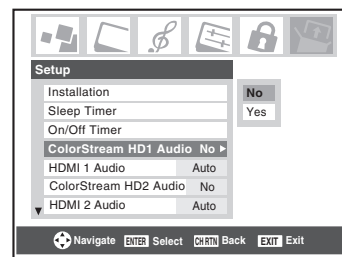 Setup
Installation
Sleep Timer
On/Off Timer
ColorStream HD1 Audio No
HDMI 1 Audio Auto
ColorStream HD2 Audio No
HDMI 2 Audio Auto
No
Yes
Navigate ENTER Select CH RTN Back EXIT Exit